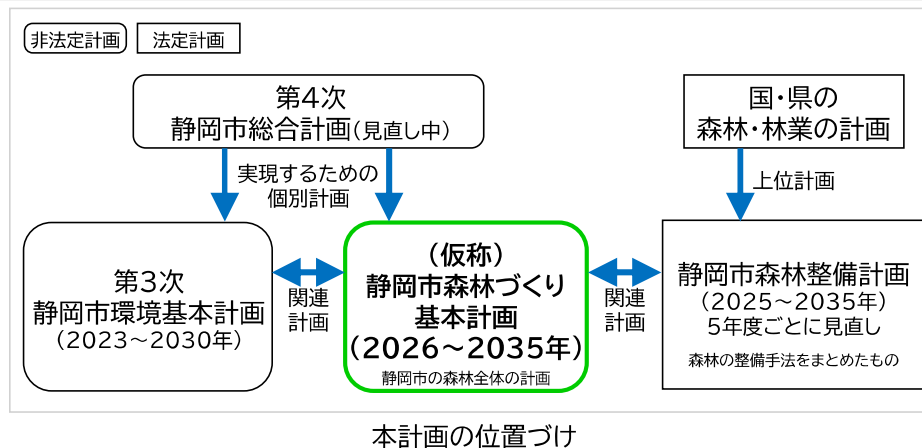 非法定計画
法定計画
第4次
静岡市総合計画(見直し中)
国・県の
森林・林業の計画
実現するための
個別計画
上位計画
第3次
静岡市環境基本計画
(2023～2030年)
関連
計画
(仮称)
静岡市森林づくり
基本計画
(2026～2035年)
静岡市の森林全体の計画
関連
計画
静岡市森林整備計画
(2025～2035年)
5年度ごとに見直し
森林の整備手法をまとめたもの
本計画の位置づけ